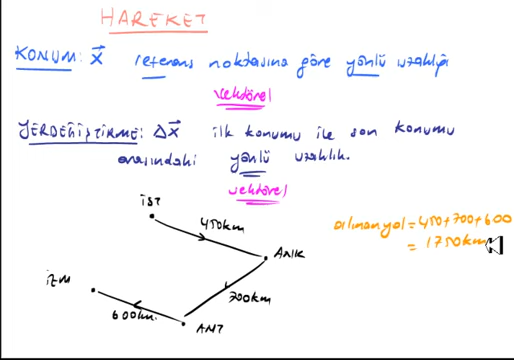 HAREKET
KONUM: x⃗ referans noktasına göre yönlü uzaklığı
vektörel
YERDEĞİŞTİRME: Δx⃗ ilk konumu ile son konumu
arasındaki yönlü uzaklık.
vektörel
İST
450km
alınan yol = 450+700+600
= 1750km
ANK
İZM
700km
600km
ANT